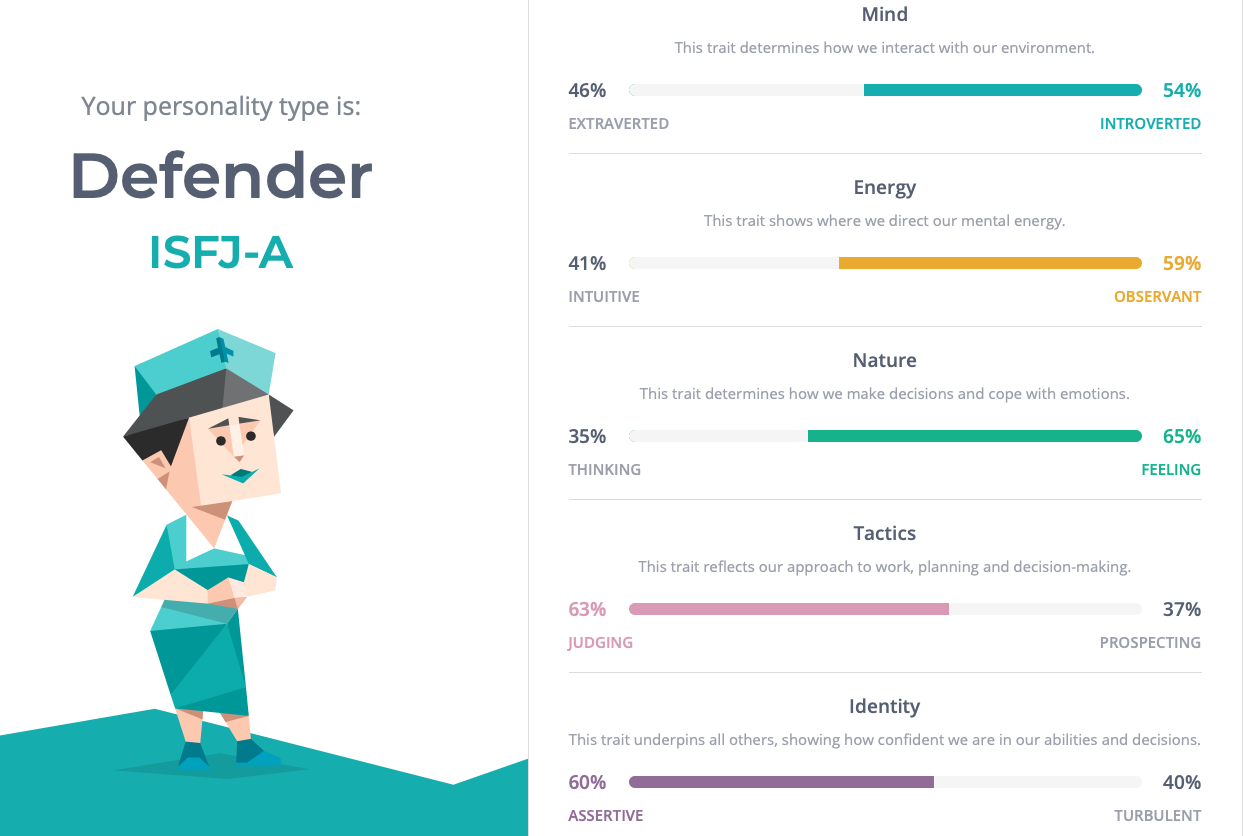 Your personality type is:
Defender
ISFJ-A
Mind
This trait determines how we interact with our environment.
46% 54%
EXTRAVERTED INTROVERTED
Energy
This trait shows where we direct our mental energy.
41% 59%
INTUITIVE OBSERVANT
Nature
This trait determines how we make decisions and cope with emotions.
35% 65%
THINKING FEELING
Tactics
This trait reflects our approach to work, planning and decision-making.
63% 37%
JUDGING PROSPECTING
Identity
This trait underpins all others, showing how confident we are in our abilities and decisions.
60% 40%
ASSERTIVE TURBULENT